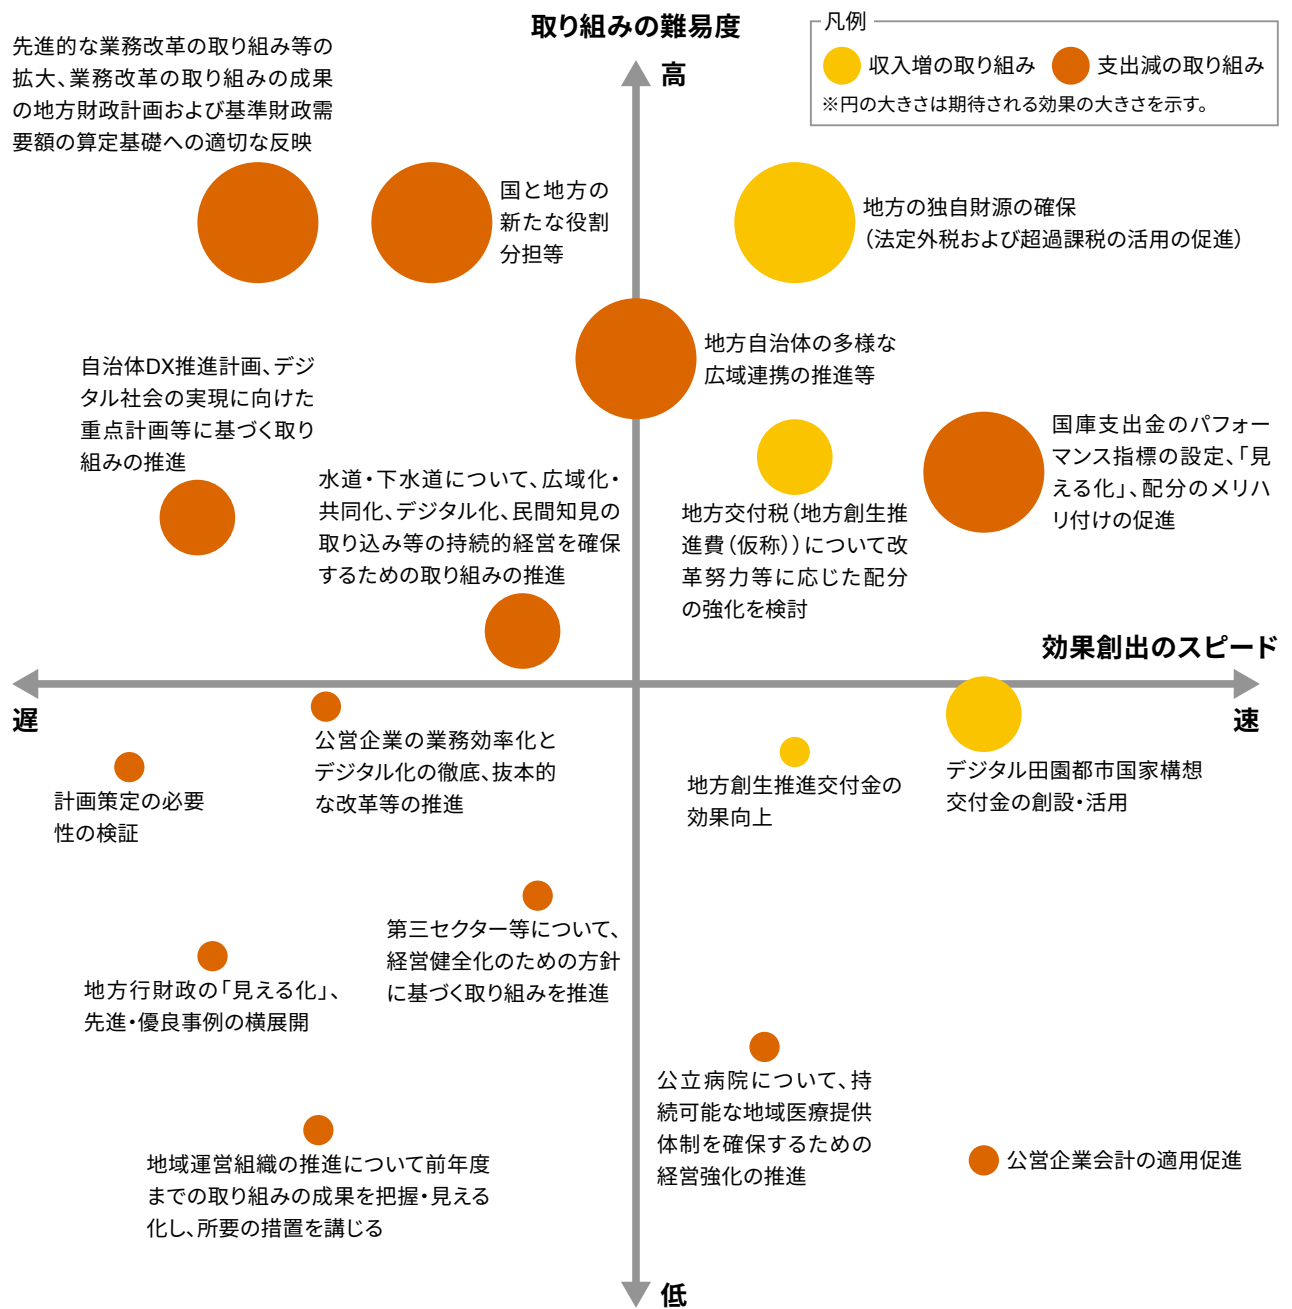 取り組みの難易度
高
凡例
収入増の取り組み
支出減の取り組み
※円の大きさは期待される効果の大きさを示す。
先進的な業務改革の取り組み等の
拡大、業務改革の取り組みの成果
の地方財政計画および基準財政需
要額の算定基礎への適切な反映
国と地方の
新たな役割
分担等
地方の独自財源の確保
（法定外税および超過課税の活用の促進）
地方自治体の多様な
広域連携の推進等
自治体DX推進計画、デジ
タル社会の実現に向けた
重点計画等に基づく取り
組みの推進
国庫支出金のパフォー
マンス指標の設定、「見
える化」、配分のメリハ
リ付けの促進
水道・下水道について、広域化・
共同化、デジタル化、民間知見の
取り込み等の持続的経営を確保
するための取り組みの推進
地方交付税（地方創生推
進費（仮称））について改
革努力等に応じた配分
の強化を検討
効果創出のスピード
遅
速
公営企業の業務効率化と
デジタル化の徹底、抜本的
な改革等の推進
計画策定の必要
性の検証
地方創生推進交付金の
効果向上
デジタル田園都市国家構想
交付金の創設・活用
第三セクター等について、
経営健全化のための方針
に基づく取り組みを推進
地方行財政の「見える化」、
先進・優良事例の横展開
公立病院について、持
続可能な地域医療提供
体制を確保するための
経営強化の推進
公営企業会計の適用促進
地域運営組織の推進について前年度
までの取り組みの成果を把握・見える
化し、所要の措置を講じる
低